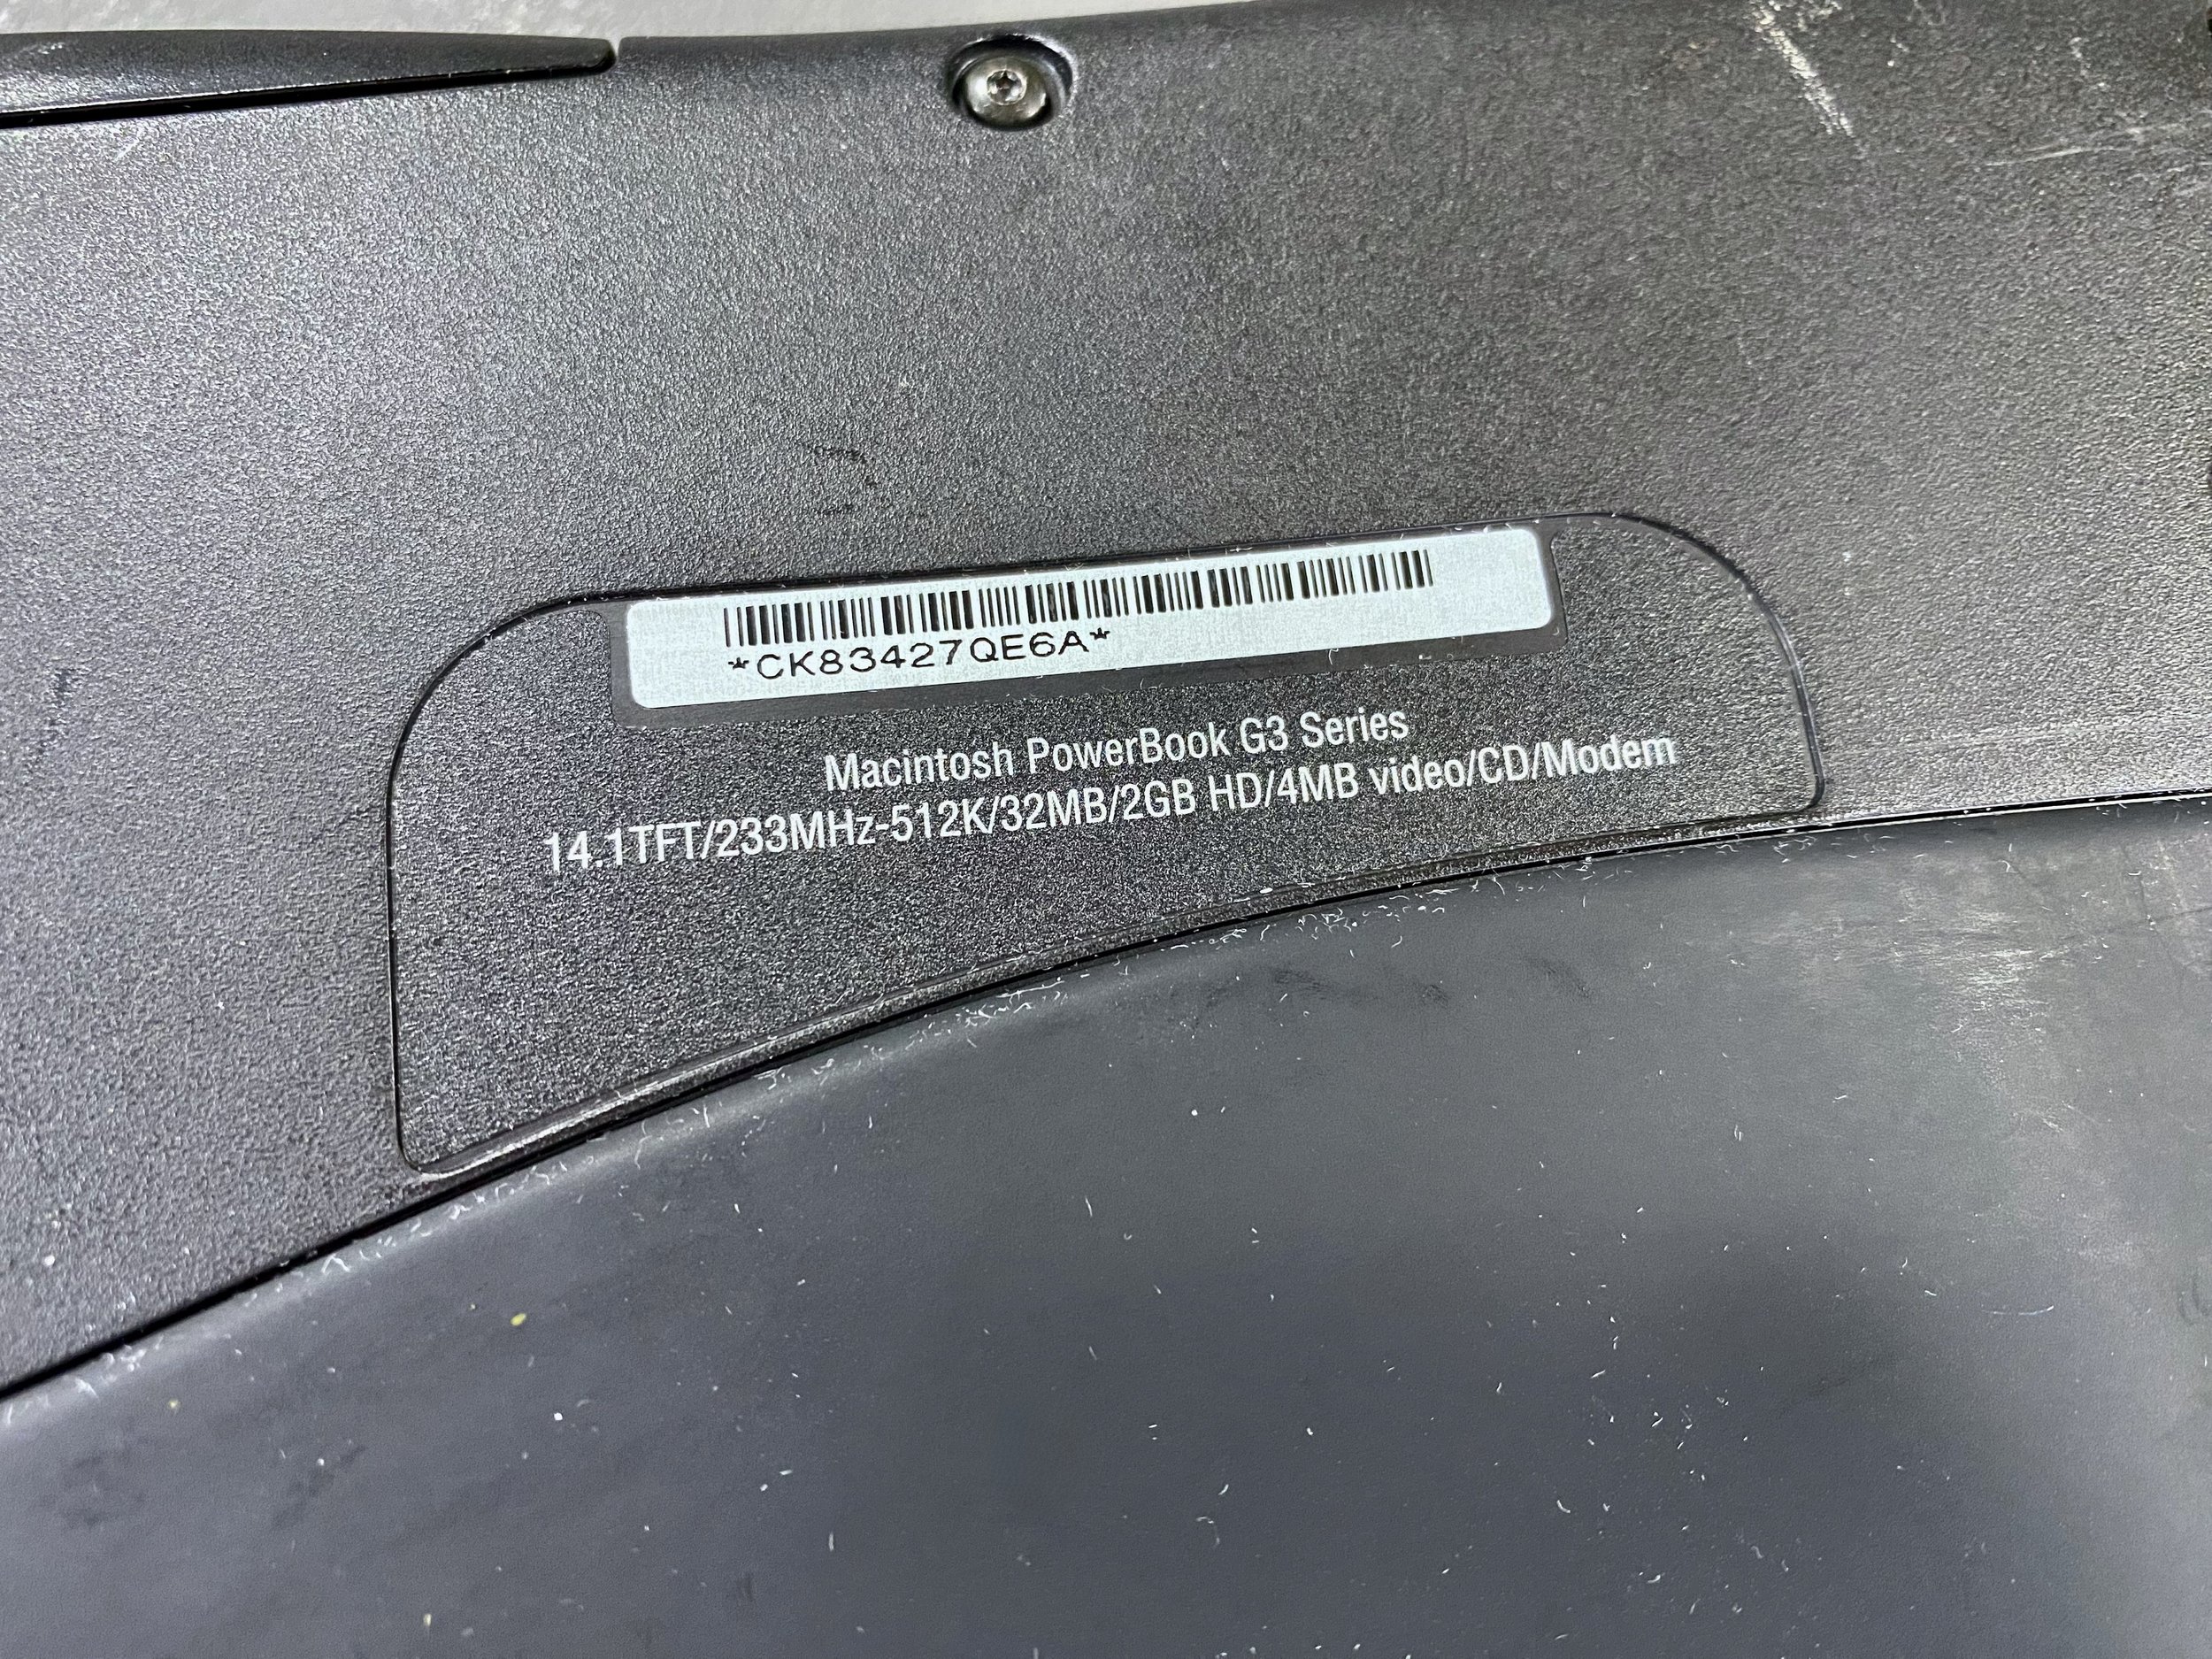 *CK83427QE6A*
Macintosh PowerBook G3 Series
14.1TFT/233MHz-512K/32MB/2GB HD/4MB video/CD/Modem